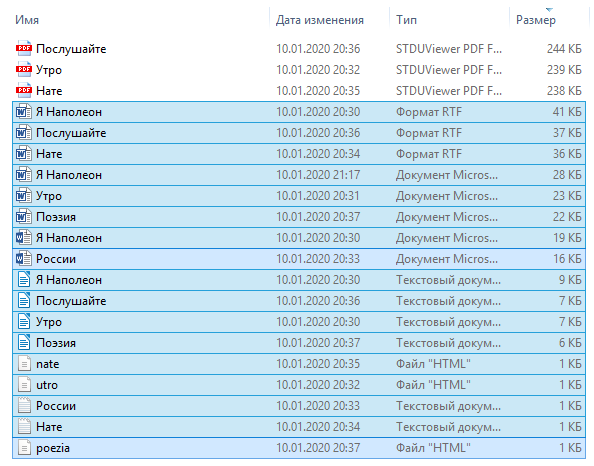 Имя Дата изменения Тип Размер
Послушайте 10.01.2020 20:36 STDUViewer PDF F... 244 КБ
Утро 10.01.2020 20:32 STDUViewer PDF F... 239 КБ
Нате 10.01.2020 20:35 STDUViewer PDF F... 238 КБ
Я Наполеон 10.01.2020 20:30 Формат RTF 41 КБ
Послушайте 10.01.2020 20:36 Формат RTF 37 КБ
Нате 10.01.2020 20:34 Формат RTF 36 КБ
Я Наполеон 10.01.2020 21:17 Документ Micros... 28 КБ
Утро 10.01.2020 20:31 Документ Micros... 23 КБ
Поэзия 10.01.2020 20:37 Документ Micros... 22 КБ
Я Наполеон 10.01.2020 20:30 Документ Micros... 19 КБ
России 10.01.2020 20:33 Документ Micros... 16 КБ
Я Наполеон 10.01.2020 20:30 Текстовый докум... 9 КБ
Послушайте 10.01.2020 20:36 Текстовый докум... 7 КБ
Утро 10.01.2020 20:30 Текстовый докум... 7 КБ
Поэзия 10.01.2020 20:37 Текстовый докум... 6 КБ
nate 10.01.2020 20:35 Файл "HTML" 1 КБ
utro 10.01.2020 20:32 Файл "HTML" 1 КБ
России 10.01.2020 20:33 Текстовый докум... 1 КБ
Нате 10.01.2020 20:34 Текстовый докум... 1 КБ
poezia 10.01.2020 20:37 Файл "HTML" 1 КБ